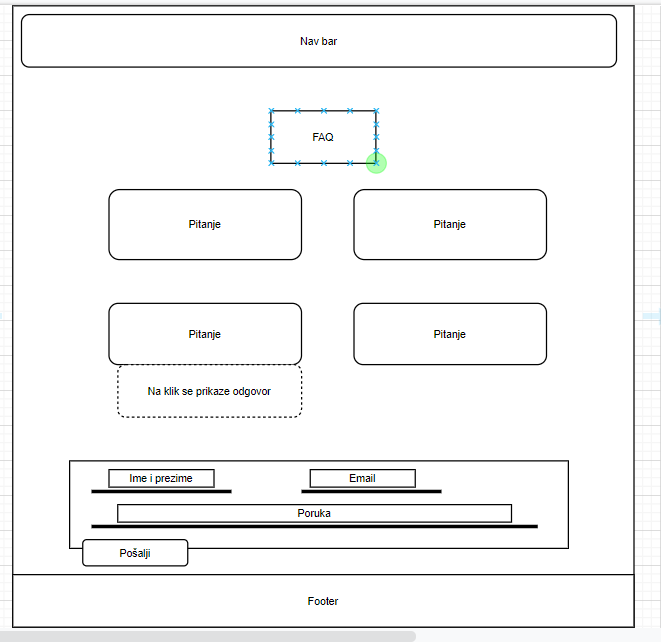 Nav bar
FAQ
Pitanje
Pitanje
Pitanje
Pitanje
Na klik se prikaze odgovor
Ime i prezime
Email
Poruka
Pošalji
Footer